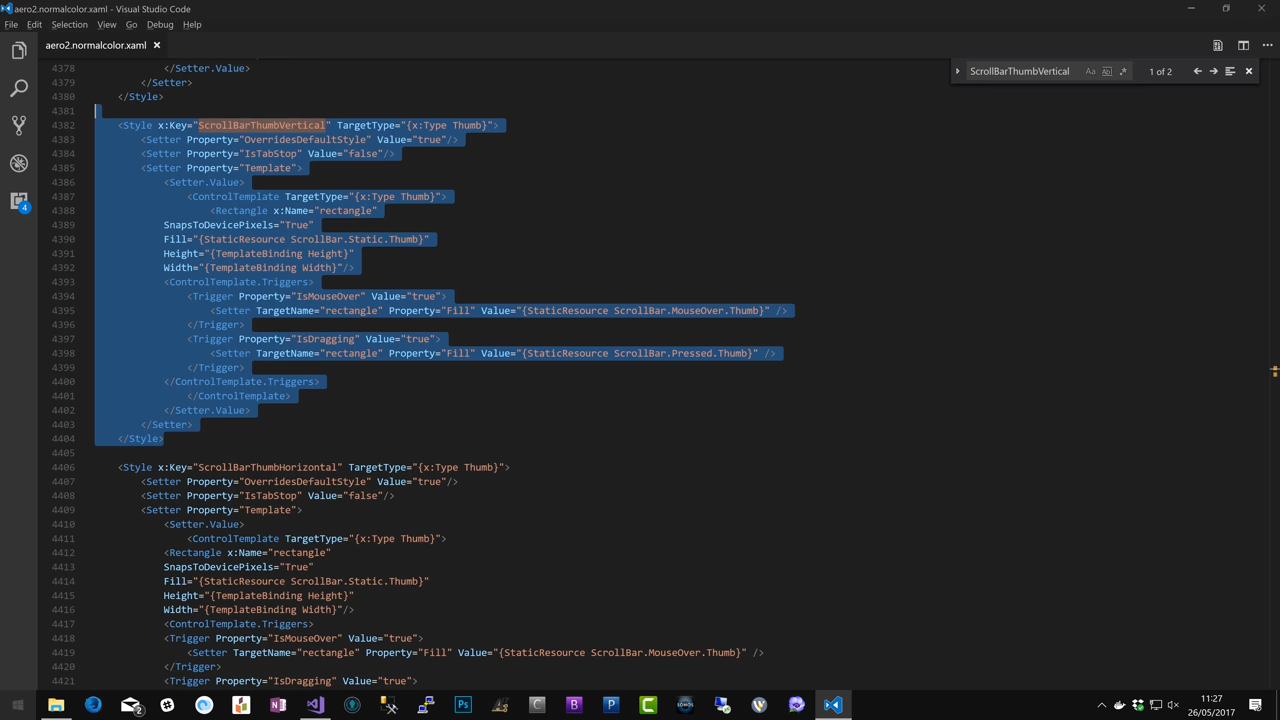 aero2.normalcolor.xaml - Visual Studio Code
File Edit Selection View Go Debug Help
aero2.normalcolor.xaml
ScrollBarThumbVertical Aa Abl .* 1 of 2
4378 </Setter.Value>
4379 </Setter>
4380 </Style>
4381
4382 <Style x:Key="ScrollBarThumbVertical" TargetType="{x:Type Thumb}">
4383 <Setter Property="OverridesDefaultStyle" Value="true"/>
4384 <Setter Property="IsTabStop" Value="false"/>
4385 <Setter Property="Template">
4386 <Setter.Value>
4387 <ControlTemplate TargetType="{x:Type Thumb}">
4388 <Rectangle x:Name="rectangle"
4389 SnapsToDevicePixels="True"
4390 Fill="{StaticResource ScrollBar.Static.Thumb}"
4391 Height="{TemplateBinding Height}"
4392 Width="{TemplateBinding Width}"/>
4393 <ControlTemplate.Triggers>
4394 <Trigger Property="IsMouseOver" Value="true">
4395 <Setter TargetName="rectangle" Property="Fill" Value="{StaticResource ScrollBar.MouseOver.Thumb}" />
4396 </Trigger>
4397 <Trigger Property="IsDragging" Value="true">
4398 <Setter TargetName="rectangle" Property="Fill" Value="{StaticResource ScrollBar.Pressed.Thumb}" />
4399 </Trigger>
4400 </ControlTemplate.Triggers>
4401 </ControlTemplate>
4402 </Setter.Value>
4403 </Setter>
4404 </Style>
4405
4406 <Style x:Key="ScrollBarThumbHorizontal" TargetType="{x:Type Thumb}">
4407 <Setter Property="OverridesDefaultStyle" Value="true"/>
4408 <Setter Property="IsTabStop" Value="false"/>
4409 <Setter Property="Template">
4410 <Setter.Value>
4411 <ControlTemplate TargetType="{x:Type Thumb}">
4412 <Rectangle x:Name="rectangle"
4413 SnapsToDevicePixels="True"
4414 Fill="{StaticResource ScrollBar.Static.Thumb}"
4415 Height="{TemplateBinding Height}"
4416 Width="{TemplateBinding Width}"/>
4417 <ControlTemplate.Triggers>
4418 <Trigger Property="IsMouseOver" Value="true">
4419 <Setter TargetName="rectangle" Property="Fill" Value="{StaticResource ScrollBar.MouseOver.Thumb}" />
4420 </Trigger>
4421 <Trigger Property="IsDragging" Value="true">
4
2
Ps
C
B
P
C
SONOS
11:27
26/05/2017